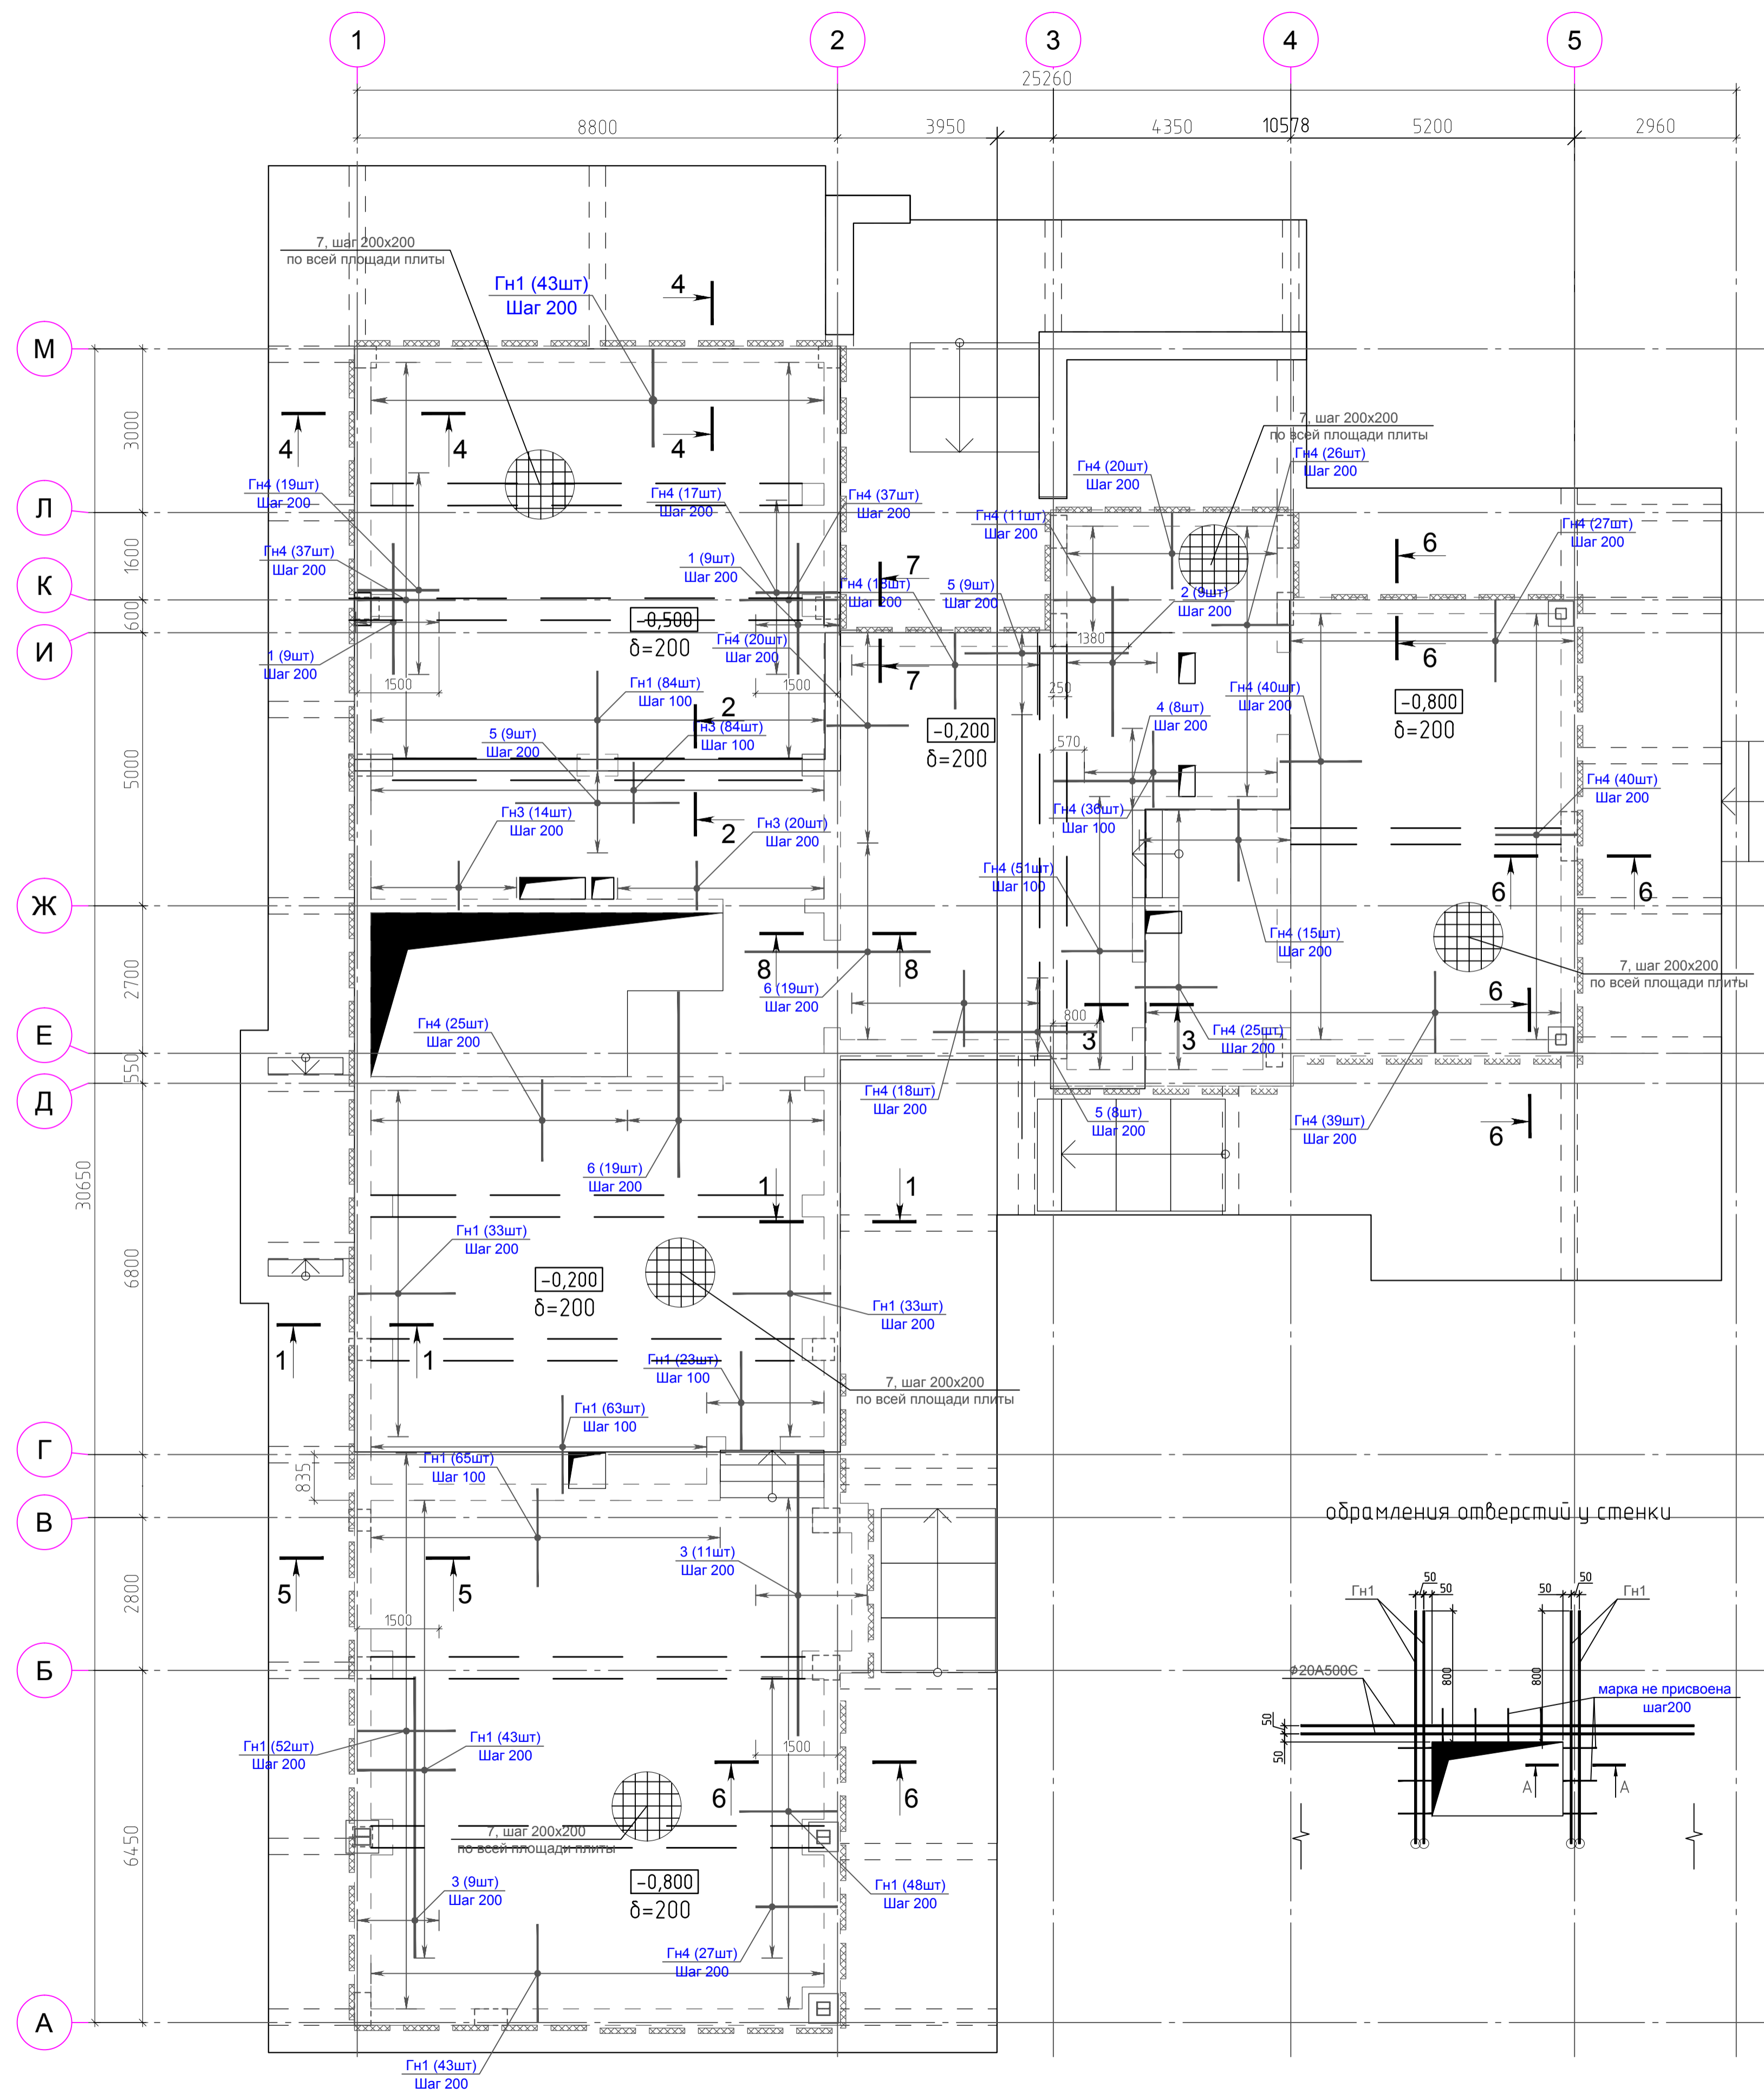 1
2
3
4
5
25260
8800
3950
4350
10578
5200
2960
7, шаг 200х200
по всей площади плиты
Гн1 (43шт)
Шаг 200
4
М
3000
4
4
4
7, шаг 200х200
по всей площади плиты
Гн4 (26шт)
Шаг 200
Гн4 (20шт)
Шаг 200
Гн4 (19шт)
Шаг 200
Гн4 (17шт)
Шаг 200
Гн4 (37шт)
Шаг 200
Л
Гн4 (11шт)
Шаг 200
Гн4 (27шт)
Шаг 200
1600
Гн4 (37шт)
Шаг 200
1 (9шт)
Шаг 200
7
6
К
Гн4 (18шт)
Шаг 200
5 (9шт)
Шаг 200
2 (9шт)
Шаг 200
600
-0,500
δ=200
Гн4 (20шт)
Шаг 200
1380
И
1 (9шт)
Шаг 200
6
7
1500
1500
Гн1 (84шт)
Шаг 100
250
Гн4 (40шт)
Шаг 200
-0,800
δ=200
2
4 (8шт)
Шаг 200
5 (9шт)
Шаг 200
н3 (84шт)
Шаг 100
-0,200
δ=200
570
5000
Гн4 (40шт)
Шаг 200
Гн3 (14шт)
Шаг 200
Гн3 (20шт)
Шаг 200
2
Гн4 (36шт)
Шаг 100
Гн4 (51шт)
Шаг 100
6
6
Ж
Гн4 (15шт)
Шаг 200
8
8
2700
7, шаг 200х200
по всей площади плиты
6 (19шт)
Шаг 200
6
800
Гн4 (25шт)
Шаг 200
Е
3
3
Гн4 (25шт)
Шаг 200
550
Д
Гн4 (18шт)
Шаг 200
5 (8шт)
Шаг 200
Гн4 (39шт)
Шаг 200
6
6 (19шт)
Шаг 200
30650
1
1
Гн1 (33шт)
Шаг 200
6800
-0,200
δ=200
Гн1 (33шт)
Шаг 200
1
1
Гн1 (23шт)
Шаг 100
7, шаг 200х200
по всей площади плиты
Гн1 (63шт)
Шаг 100
Г
Гн1 (65шт)
Шаг 100
835
В
обрамления отверстий у стенки
3 (11шт)
Шаг 200
5
5
2800
1500
50
50
50
50
Гн1
Гн1
Б
800
800
ϕ20А500С
марка не присвоена
шаг200
50
50
Гн1 (52шт)
Шаг 200
Гн1 (43шт)
Шаг 200
1500
6
6
А
А
6450
7, шаг 200х200
по всей площади плиты
3 (9шт)
Шаг 200
-0,800
δ=200
Гн1 (48шт)
Шаг 200
Гн4 (27шт)
Шаг 200
А
Гн1 (43шт)
Шаг 200